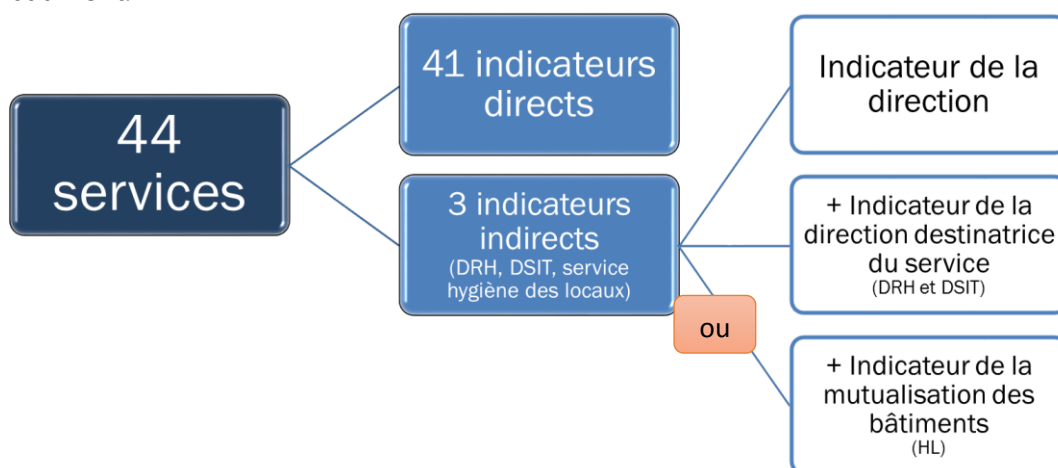 44
services
41 indicateurs
directs
3 indicateurs
indirects
(DRH, DSIT, service
hygiène des locaux)
ou
Indicateur de la
direction
+ Indicateur de la
direction destinatrice
du service
(DRH et DSIT)
+ Indicateur de la
mutualisation des
bâtiments
(HL)